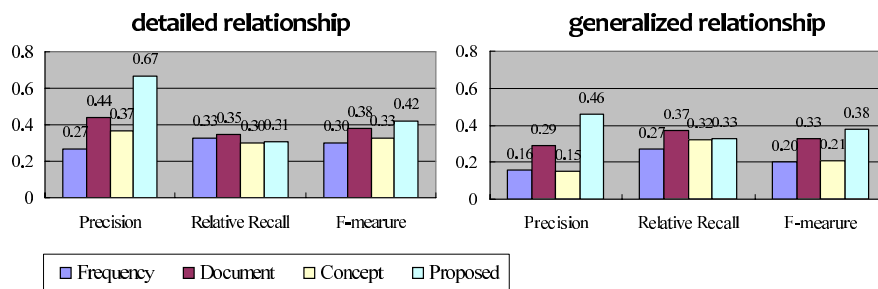 detailed relationship
0.8
0.6
0.4
0.2
0
0.27
0.44
0.37
0.67
0.33
0.35
0.30
0.31
0.30
0.38
0.33
0.42
Precision
Relative Recall
F-mearure
generalized relationship
0.8
0.6
0.4
0.2
0
0.16
0.29
0.15
0.46
0.27
0.37
0.32
0.33
0.20
0.33
0.21
0.38
Precision
Relative Recall
F-mearure
Frequency
Document
Concept
Proposed